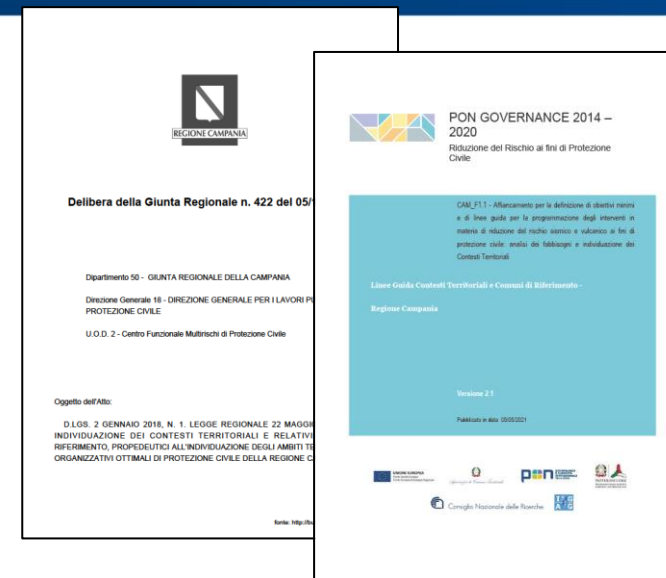 REGIONE CAMPANIA
Delibera della Giunta Regionale n. 422 del 05/
Dipartimento 50 - GIUNTA REGIONALE DELLA CAMPANIA
Direzione Generale 18 - DIREZIONE GENERALE PER I LAVORI PU
PROTEZIONE CIVILE
U.O.D. 2 - Centro Funzionale Multirischi di Protezione Civile
Oggetto dell'Atto:
D.LGS. 2 GENNAIO 2018, N. 1. LEGGE REGIONALE 22 MAGGI
INDIVIDUAZIONE DEI CONTESTI TERRITORIALI E RELATIVI
RIFERIMENTO, PROPEDEUTICI ALL'INDIVIDUAZIONE DEGLI AMBITI TE
ORGANIZZATIVI OTTIMALI DI PROTEZIONE CIVILE DELLA REGIONE C
fonte: http://bu
PON GOVERNANCE 2014 –
2020
Riduzione del Rischio ai fini di Protezione
Civile
CAM_F1.1 - Affiancamento per la definizione di obiettivi minimi
e di linee guida per la programmazione degli interventi in
materia di riduzione del rischio sismico e vulcanico ai fini di
protezione civile: analisi dei fabbisogni e individuazione dei
Contesti Territoriali
Linee Guida Contesti Territoriali e Comuni di Riferimento -
Regione Campania
Versione 2.1
Pubblicato in data: 05/05/2021
UNIONE EUROPEA
pon
Consiglio Nazionale delle Ricerche